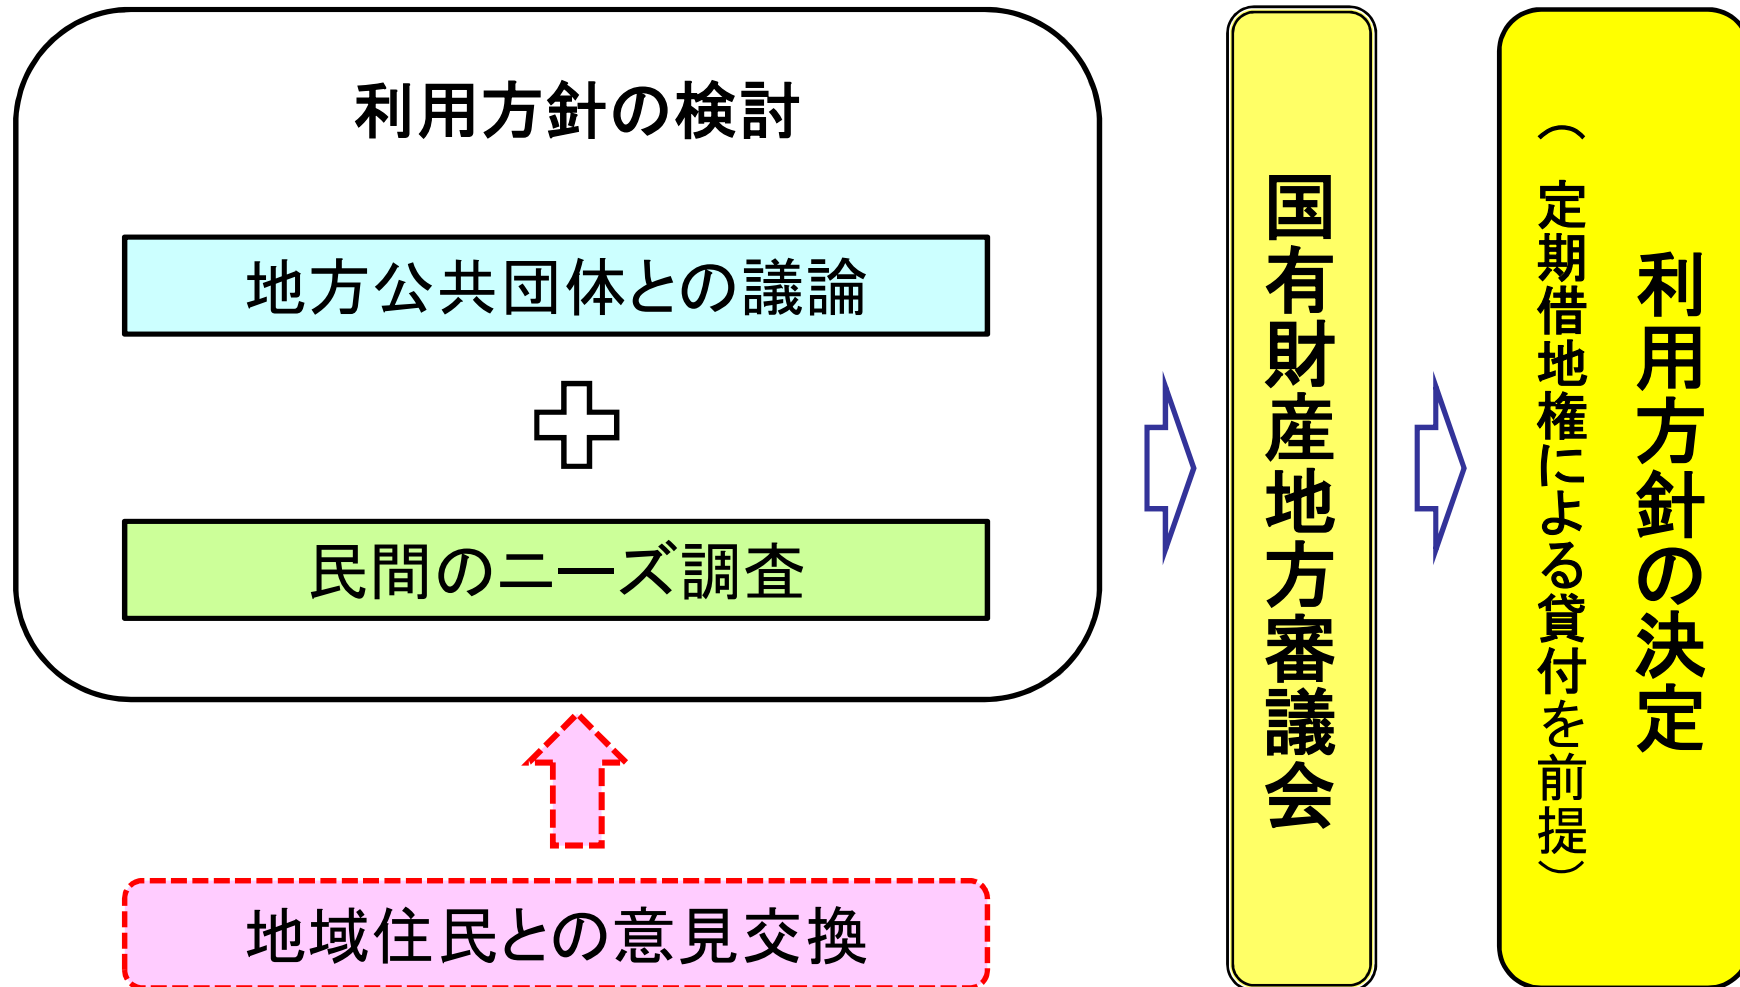 利用方針の検討
地方公共団体との議論
民間のニーズ調査
地域住民との意見交換
国有財産地方審議会
利用方針の決定
（定期借地権による貸付を前提）